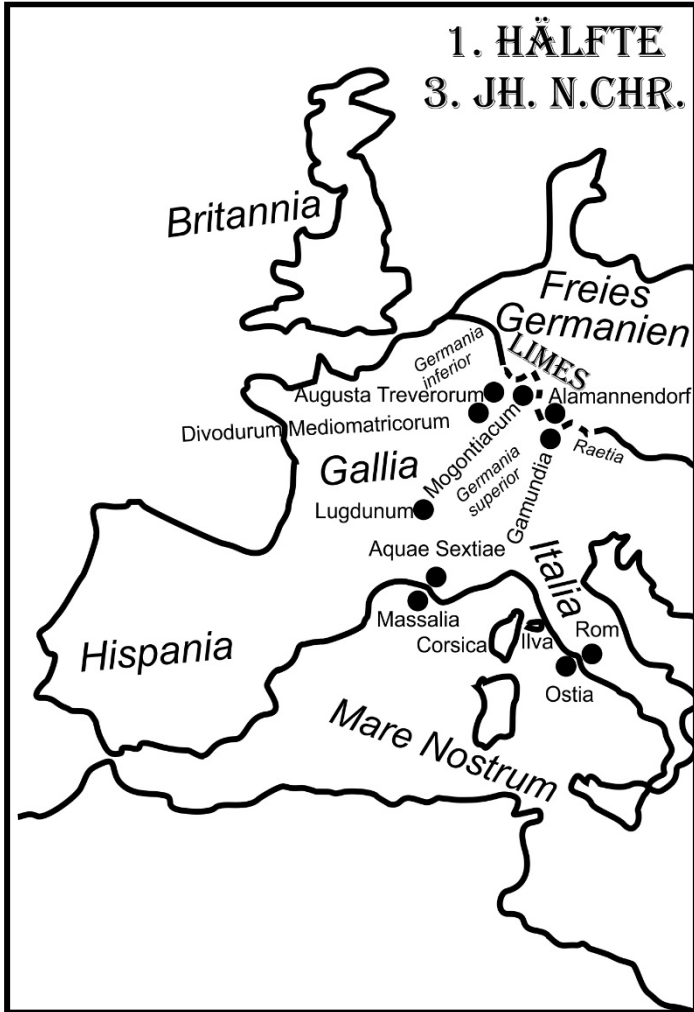 1. HÄLFTE
3. JH. N.CHR.
Britannia
Freies
Germanien
LIMES
Germania
inferior
Augusta Treverorum
Alamannendorf
Divodurum Mediomatricorum
Mogontiacum
Raetia
Gallia
Germania
superior
Gamundia
Lugdunum
Aquae Sextiae
Italia
Massalia
Corsica
Ilva
Rom
Hispania
Ostia
Mare Nostrum